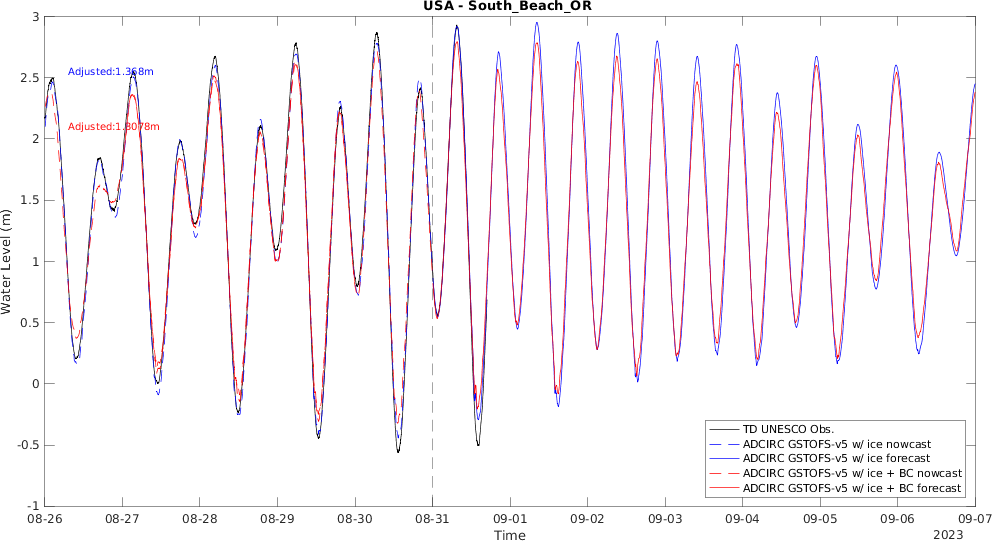 USA - South_Beach_OR
3
2.5
2
1.5
1
0.5
0
-0.5
-1
Water Level (m)
Adjusted:1.368m
Adjusted:1.3078m
TD UNESCO Obs.
ADCIRC GSTOFS-v5 w/ ice nowcast
ADCIRC GSTOFS-v5 w/ ice forecast
ADCIRC GSTOFS-v5 w/ ice + BC nowcast
ADCIRC GSTOFS-v5 w/ ice + BC forecast
08-26 08-27 08-28 08-29 08-30 08-31 09-01 09-02 09-03 09-04 09-05 09-06 09-07
Time
2023